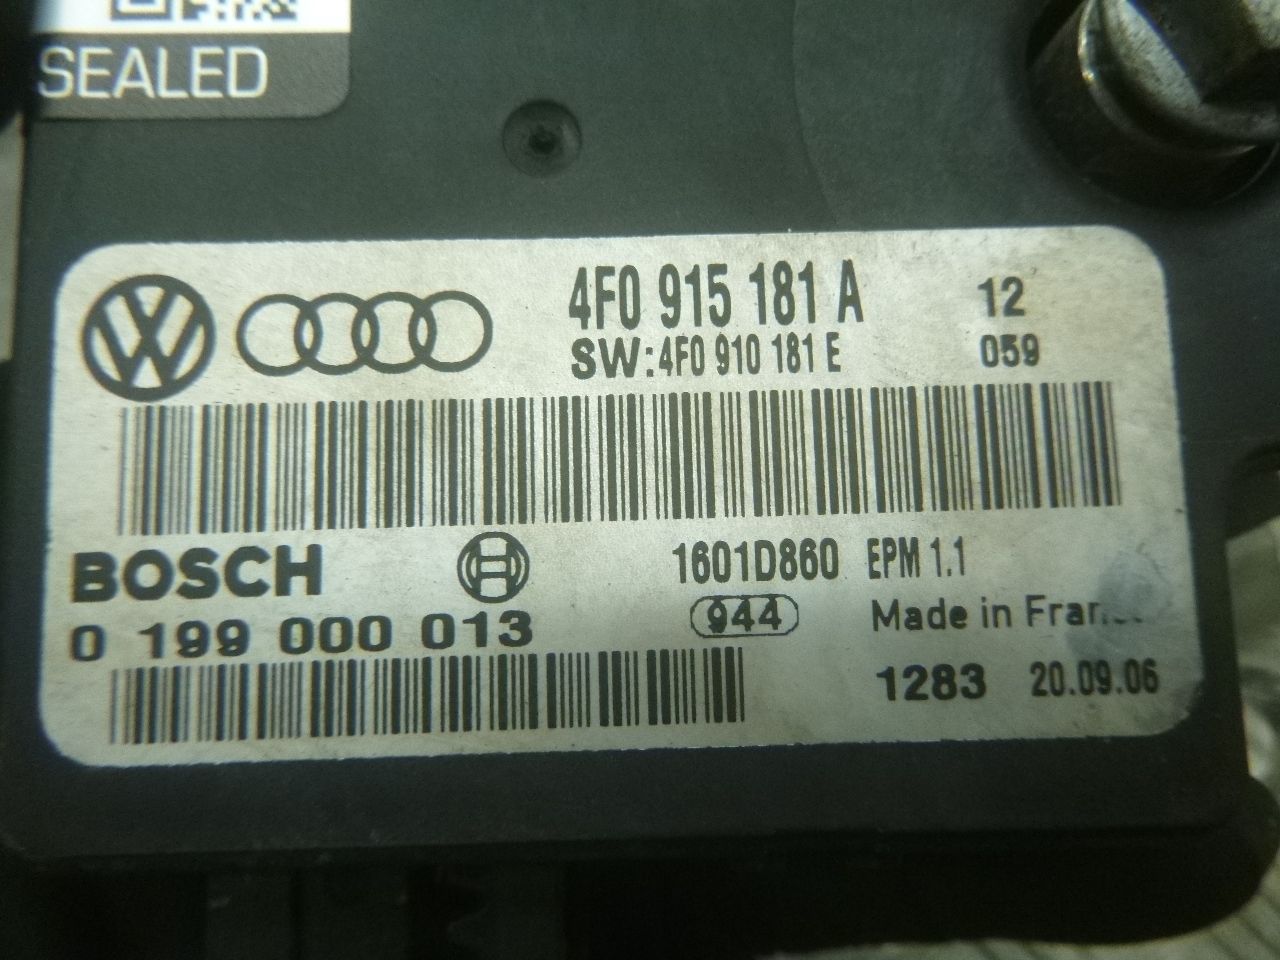 SEALED
4F0 915 181 A 12
SW:4F0 910 181 E 059
BOSCH 1601D860 EPM 1.1
0 199 000 013 944 Made in
1283 20.09.06